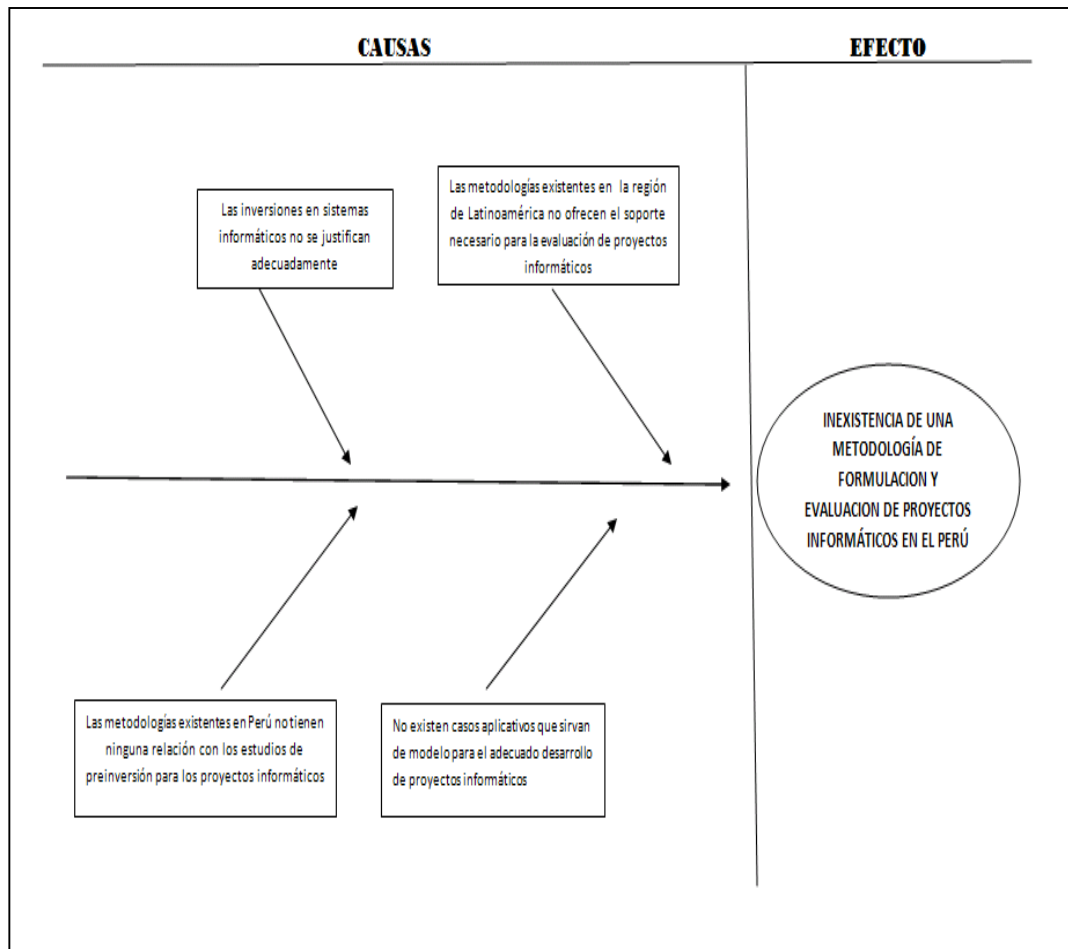 CAUSAS
EFECTO
Las inversiones en sistemas
informáticos no se justifican
adecuadamente
Las metodologías existentes en la región
de Latinoamérica no ofrecen el soporte
necesario para la evaluación de proyectos
informáticos
INEXISTENCIA DE UNA
METODOLOGÍA DE
FORMULACION Y
EVALUACION DE PROYECTOS
INFORMÁTICOS EN EL PERÚ
Las metodologías existentes en Perú no tienen
ninguna relación con los estudios de
preinversión para los proyectos informáticos
No existen casos aplicativos que sirvan
de modelo para el adecuado desarrollo
de proyectos informáticos